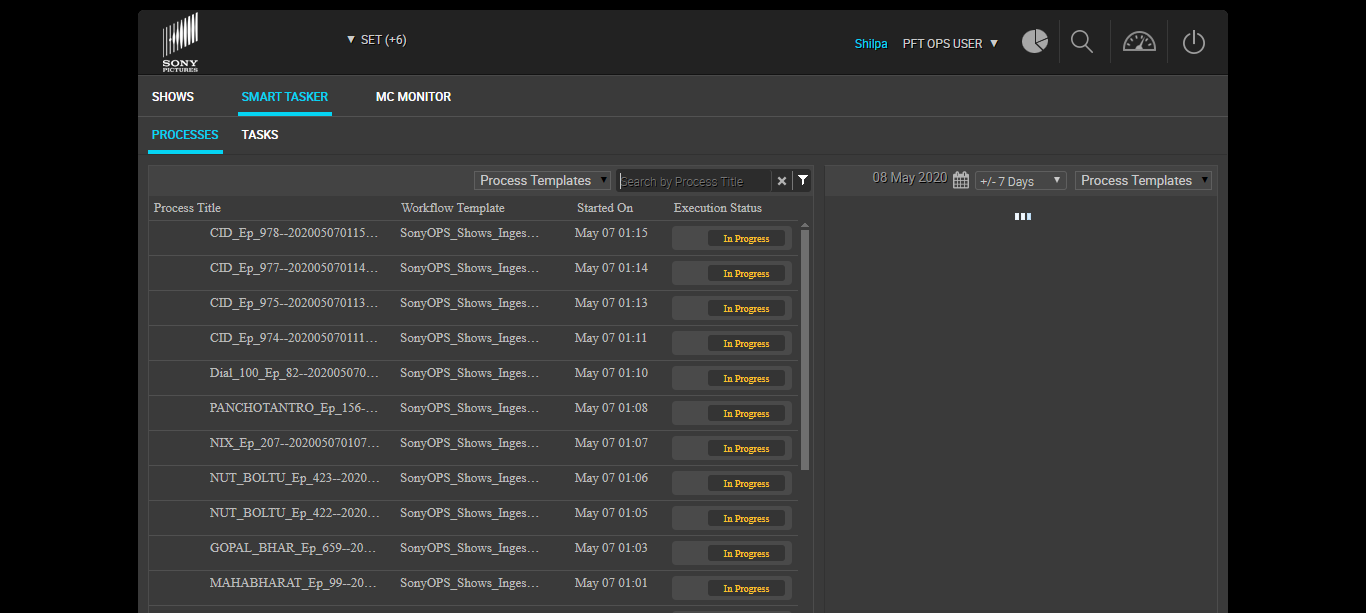 SONY
PICTURES
▼ SET (+6)
Shilpa PFT OPS USER ▼
SHOWS SMART TASKER MC MONITOR
PROCESSES TASKS
Process Templates ▼ Search by Process Title
08 May 2020 +/- 7 Days ▼ Process Templates ▼
Process Title Workflow Template Started On Execution Status
CID_Ep_978--202005070115... SonyOPS_Shows_Inges... May 07 01:15 In Progress
CID_Ep_977--202005070114... SonyOPS_Shows_Inges... May 07 01:14 In Progress
CID_Ep_975--202005070113... SonyOPS_Shows_Inges... May 07 01:13 In Progress
CID_Ep_974--202005070111... SonyOPS_Shows_Inges... May 07 01:11 In Progress
Dial_100_Ep_82--202005070... SonyOPS_Shows_Inges... May 07 01:10 In Progress
PANCHOTANTRO_Ep_156-... SonyOPS_Shows_Inges... May 07 01:08 In Progress
NIX_Ep_207--202005070107... SonyOPS_Shows_Inges... May 07 01:07 In Progress
NUT_BOLTU_Ep_423--2020... SonyOPS_Shows_Inges... May 07 01:06 In Progress
NUT_BOLTU_Ep_422--2020... SonyOPS_Shows_Inges... May 07 01:05 In Progress
GOPAL_BHAR_Ep_659--20... SonyOPS_Shows_Inges... May 07 01:03 In Progress
MAHABHARAT_Ep_99--20... SonyOPS_Shows_Inges... May 07 01:01 In Progress